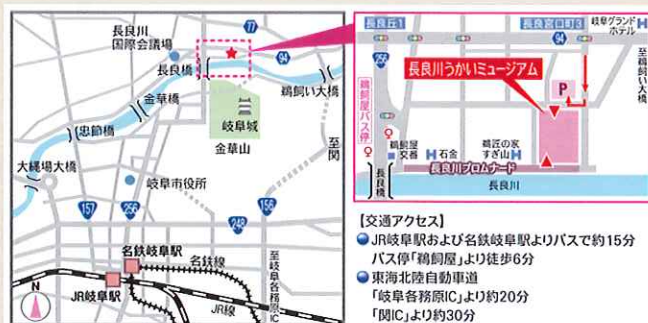 77
長良川
国際会議場
94
長良橋
鵜飼い大橋
金華橋
岐阜城
金華山
忠節橋
至関
大縄場大橋
岐阜市役所
157
256
248
156
名鉄岐阜駅
名鉄線
至岐阜各務原IC
JR岐阜駅
JR線
N
長良丘1
長良宮口町3
岐阜グランド
ホテル
256
94
至鵜飼い大橋
長良川うかいミュージアム
P
鵜飼屋バス停
鵜飼屋
交番
石金
鵜匠の家
すぎ山
長良川プロムナード
長良橋
長良川
【交通アクセス】
●JR岐阜駅および名鉄岐阜駅よりバスで約15分
バス停「鵜飼屋」より徒歩6分
●東海北陸自動車道
「岐阜各務原IC」より約20分
「関IC」より約30分